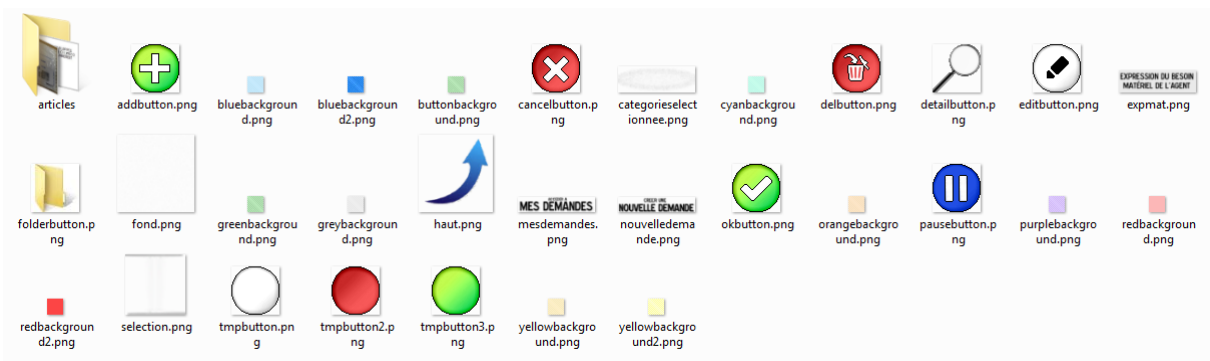 EXPRESSION DU BESOIN
MATÉRIEL DE L'AGENT
articles
addbutton.png
bluebackgroun
d.png
bluebackgroun
d2.png
buttonbackgro
und.png
cancelbutton.p
ng
categorieselect
ionnee.png
cyanbackgrou
nd.png
delbutton.png
detailbutton.p
ng
editbutton.png
expmat.png
MES DEMANDES
CREER UNE
NOUVELLE DEMANDE
folderbutton.p
ng
fond.png
greenbackgrou
nd.png
greybackgroun
d.png
haut.png
mesdemandes.
png
nouvelledema
nde.png
okbutton.png
orangebackgro
und.png
pausebutton.p
ng
purplebackgro
und.png
redbackgroun
d.png
redbackgroun
d2.png
selection.png
tmpbutton.pn
g
tmpbutton2.p
ng
tmpbutton3.p
ng
yellowbackgro
und.png
yellowbackgro
und2.png